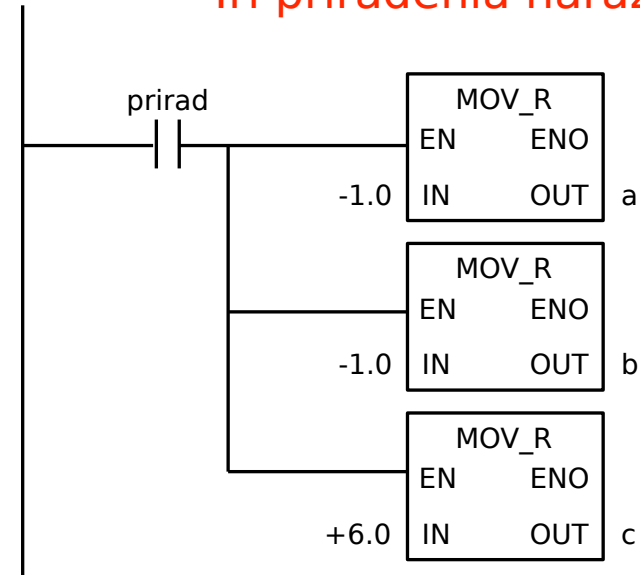 priradenia
prirad
MOV_R
EN ENO
-1.0 IN OUT a
MOV_R
EN ENO
-1.0 IN OUT b
MOV_R
EN ENO
+6.0 IN OUT c